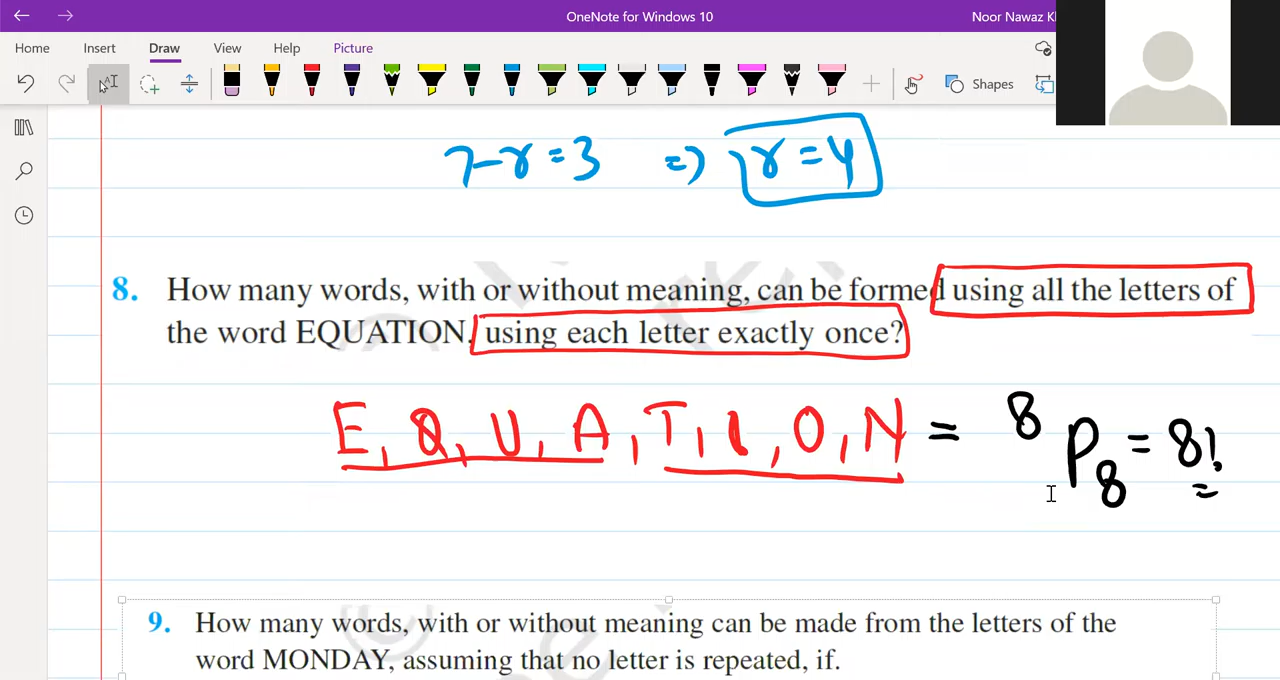 OneNote for Windows 10
Noor Nawaz Kh
Home Insert Draw View Help Picture
Shapes
7-r=3 => r=4
8. How many words, with or without meaning, can be formed using all the letters of
the word EQUATION, using each letter exactly once?
E, Q, U, A, T, I, O, N = 8 P 8 = 8!
9. How many words, with or without meaning can be made from the letters of the
word MONDAY, assuming that no letter is repeated, if.